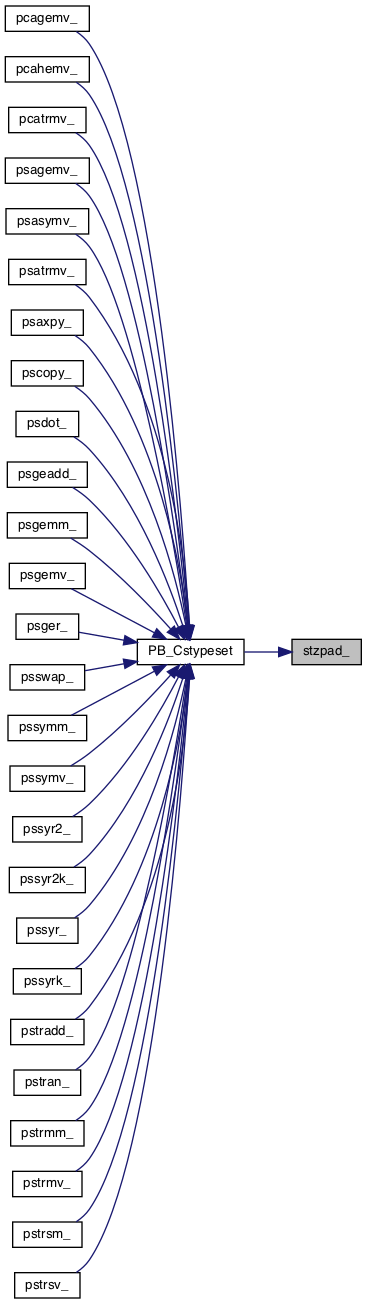 pcagemv_
pcahemv_
pcatrmv_
psagemv_
psasymv_
psatrmv_
psaxpy_
pscopy_
psdot_
psgeadd_
psgemm_
psgemv_
psger_
PB_Cstypeset
stzpad_
psswap_
pssymm_
pssymv_
pssyr2_
pssyr2k_
pssyr_
pssyrk_
pstradd_
pstran_
pstrmm_
pstrmv_
pstrsm_
pstrsv_